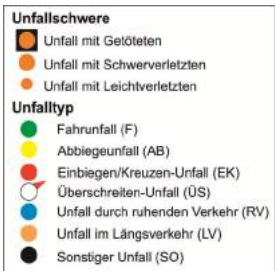 Unfallschwere
Unfall mit Getöteten
Unfall mit Schwerverletzten
Unfall mit Leichtverletzten
Unfalltyp
Fahrunfall (F)
Abbiegeunfall (AB)
Einbiegen/Kreuzen-Unfall (EK)
Überschreiten-Unfall (ÜS)
Unfall durch ruhenden Verkehr (RV)
Unfall im Längsverkehr (LV)
Sonstiger Unfall (SO)